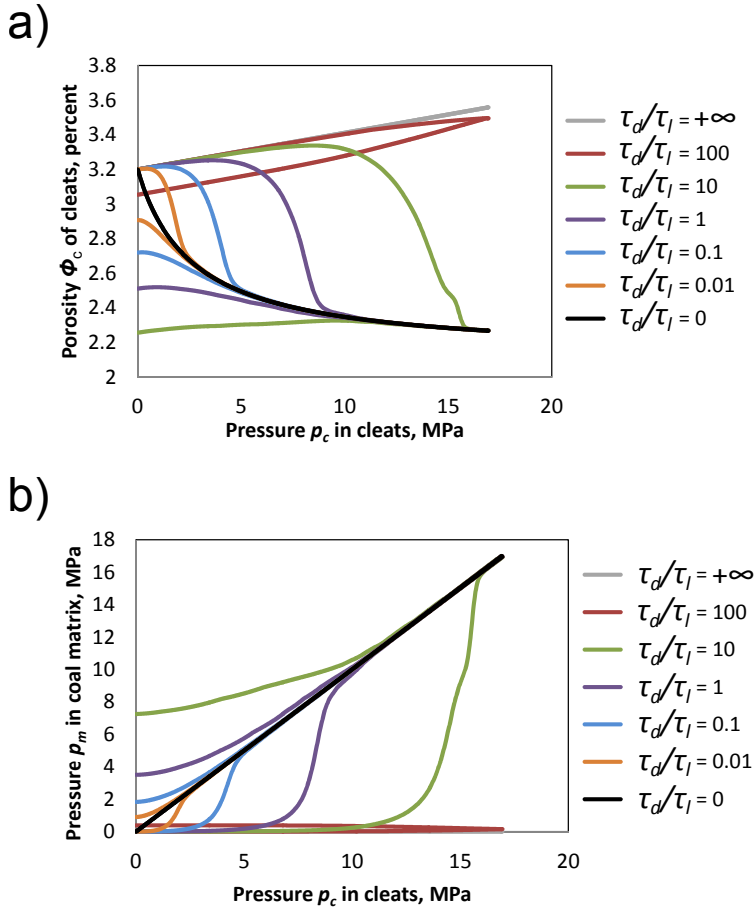 a)
3.8
3.6
3.4
3.2
3
2.8
2.6
2.4
2.2
2
0
5
10
15
20
Porosity Φc of cleats, percent
Pressure pc in cleats, MPa
τd/τl = +∞
τd/τl = 100
τd/τl = 10
τd/τl = 1
τd/τl = 0.1
τd/τl = 0.01
τd/τl = 0
b)
18
16
14
12
10
8
6
4
2
0
0
5
10
15
20
Pressure pm in coal matrix, MPa
Pressure pc in cleats, MPa
τd/τl = +∞
τd/τl = 100
τd/τl = 10
τd/τl = 1
τd/τl = 0.1
τd/τl = 0.01
τd/τl = 0